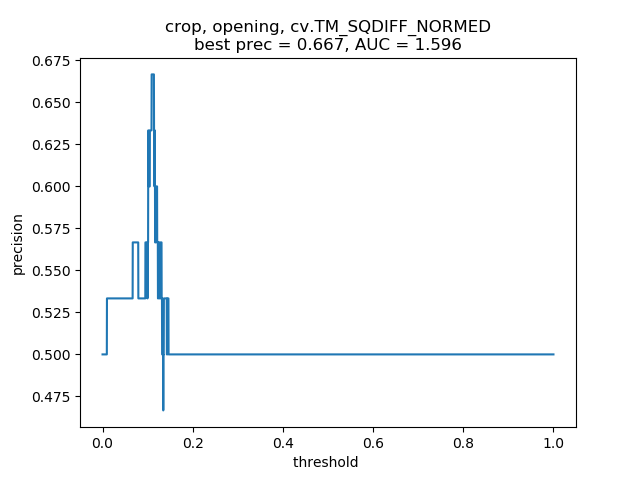 crop, opening, cv.TM_SQDIFF_NORMED
best prec = 0.667, AUC = 1.596
0.675
0.650
0.625
0.600
0.575
0.550
0.525
0.500
0.475
precision
0.0 0.2 0.4 0.6 0.8 1.0
threshold